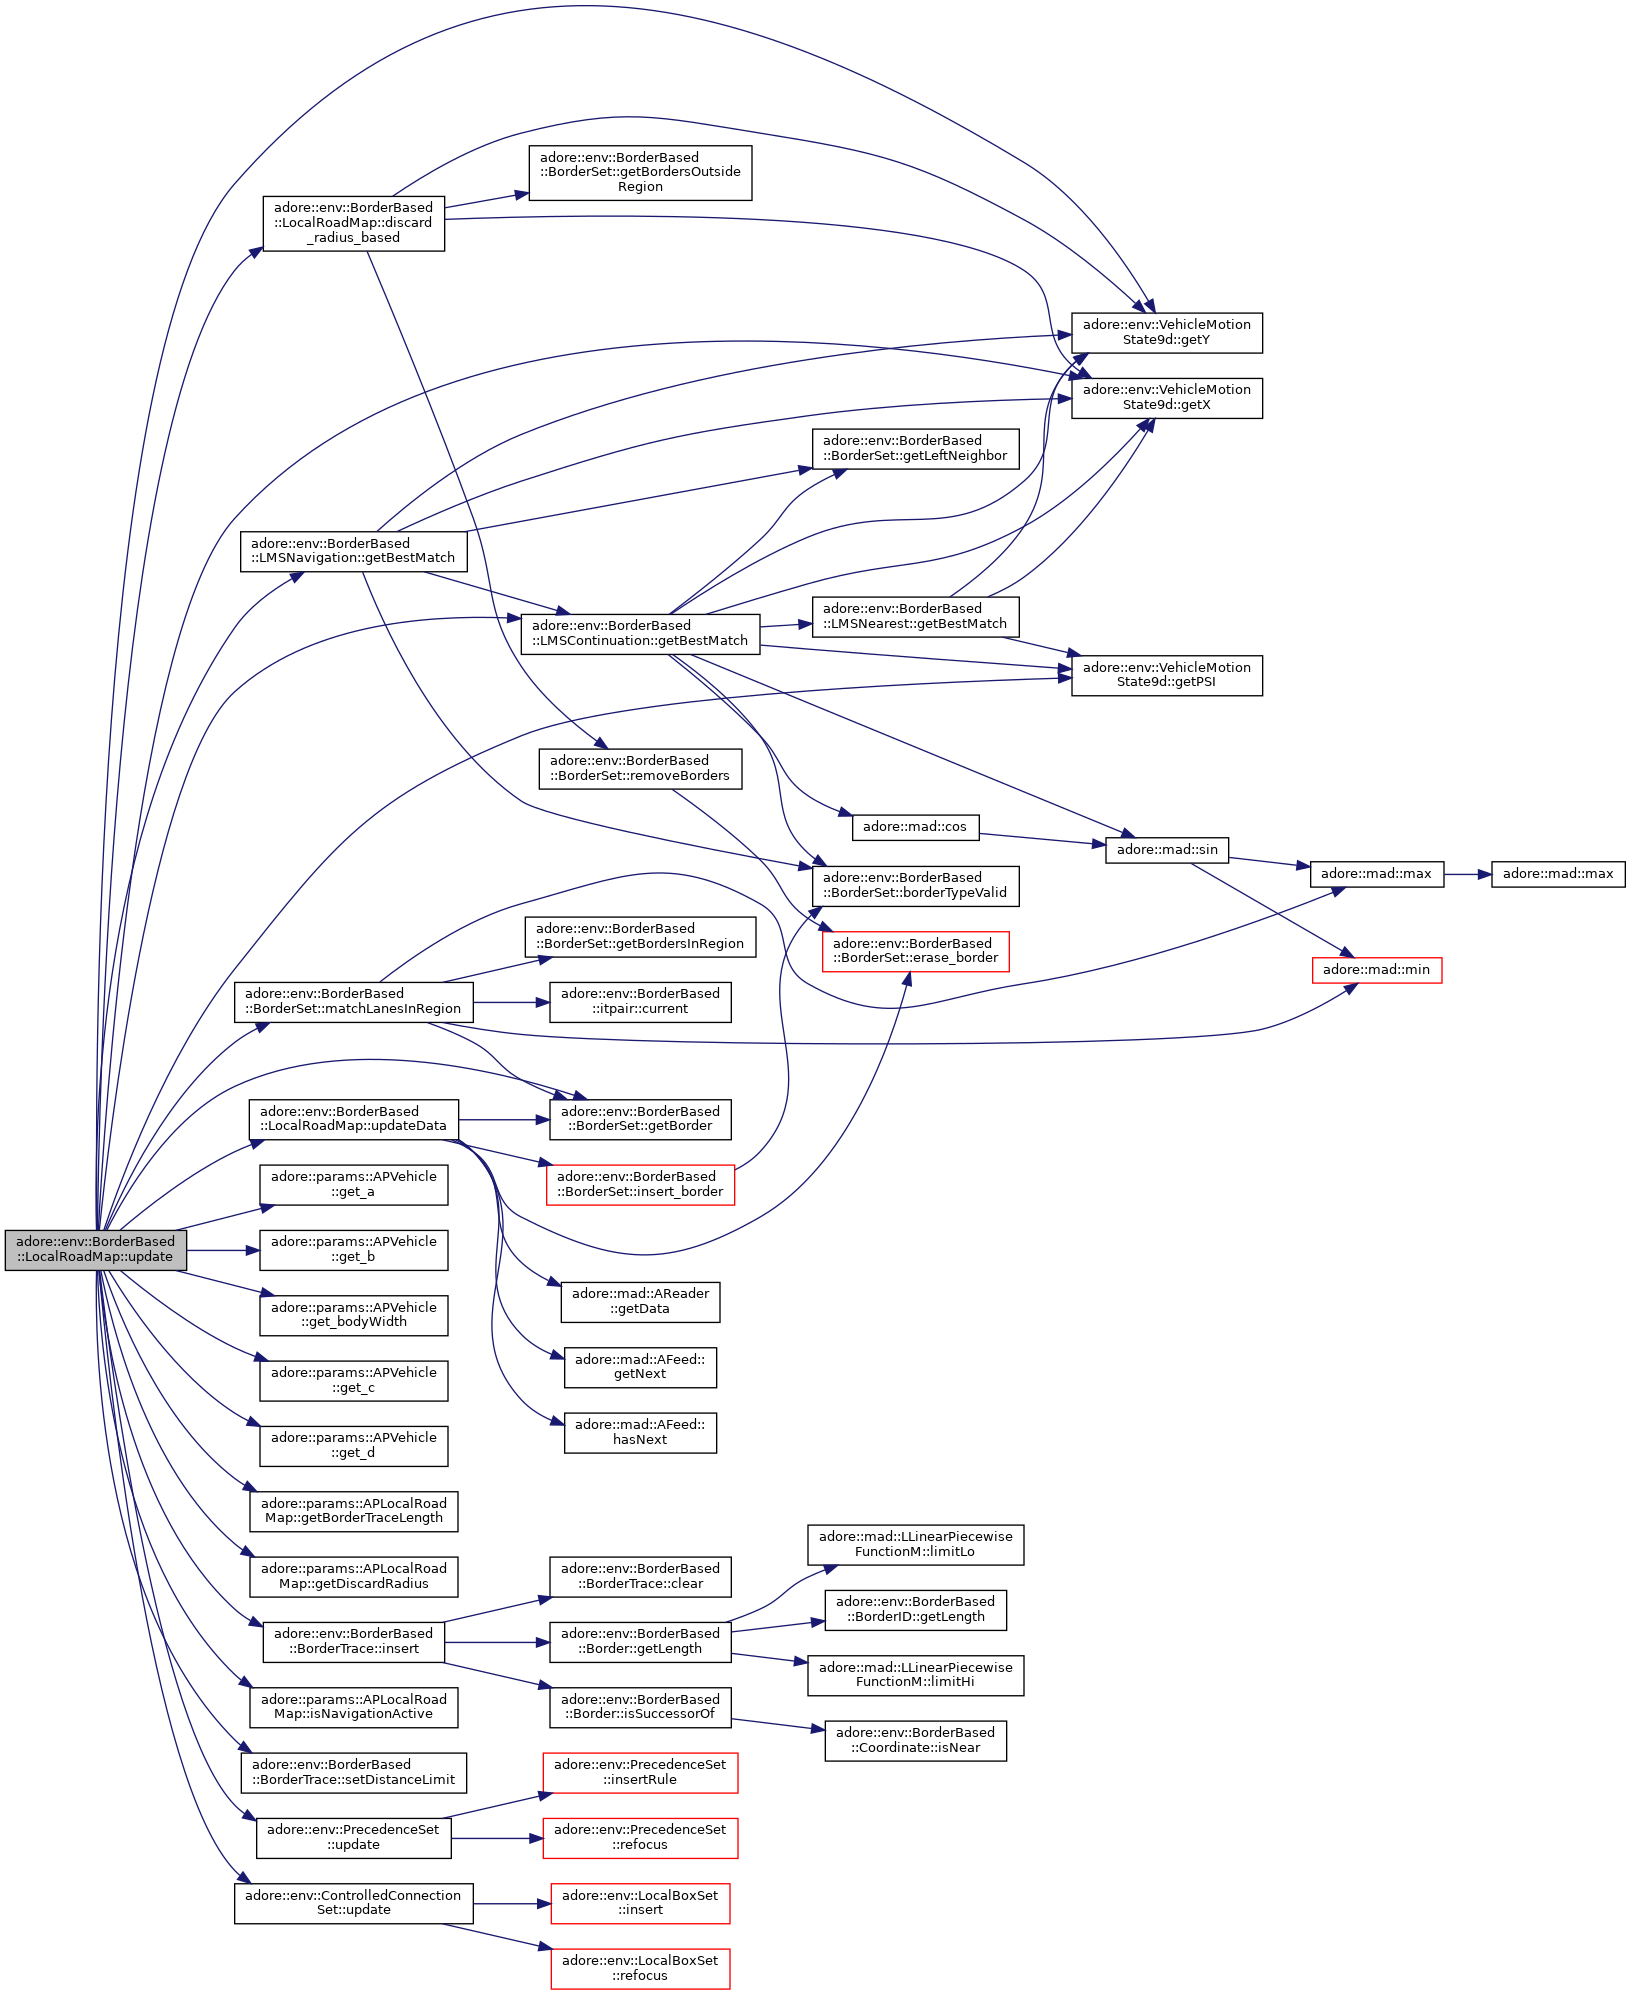 adore::env::BorderBased
::LocalRoadMap::update
adore::env::BorderBased
::LocalRoadMap::discard
_radius_based
adore::env::BorderBased
::BorderSet::getBordersOutside
Region
adore::env::VehicleMotion
State9d::getY
adore::env::VehicleMotion
State9d::getX
adore::env::BorderBased
::BorderSet::getLeftNeighbor
adore::env::BorderBased
::LMSNavigation::getBestMatch
adore::env::BorderBased
::LMSContinuation::getBestMatch
adore::env::BorderBased
::LMSNearest::getBestMatch
adore::env::VehicleMotion
State9d::getPSI
adore::env::BorderBased
::BorderSet::removeBorders
adore::mad::cos
adore::mad::sin
adore::mad::max
adore::mad::max
adore::env::BorderBased
::BorderSet::borderTypeValid
adore::env::BorderBased
::BorderSet::erase_border
adore::mad::min
adore::env::BorderBased
::BorderSet::getBordersInRegion
adore::env::BorderBased
::BorderSet::matchLanesInRegion
adore::env::BorderBased
::itpair::current
adore::env::BorderBased
::LocalRoadMap::updateData
adore::env::BorderBased
::BorderSet::getBorder
adore::params::APVehicle
::get_a
adore::env::BorderBased
::BorderSet::insert_border
adore::params::APVehicle
::get_b
adore::params::APVehicle
::get_bodyWidth
adore::mad::AReader
::getData
adore::params::APVehicle
::get_c
adore::mad::AFeed::
getNext
adore::params::APVehicle
::get_d
adore::mad::AFeed::
hasNext
adore::params::APLocalRoad
Map::getBorderTraceLength
adore::params::APLocalRoad
Map::getDiscardRadius
adore::env::BorderBased
::BorderTrace::clear
adore::mad::LLinearPiecewise
FunctionM::limitLo
adore::env::BorderBased
::BorderID::getLength
adore::env::BorderBased
::BorderTrace::insert
adore::env::BorderBased
::Border::getLength
adore::mad::LLinearPiecewise
FunctionM::limitHi
adore::params::APLocalRoad
Map::isNavigationActive
adore::env::BorderBased
::Border::isSuccessorOf
adore::env::BorderBased
::Coordinate::isNear
adore::env::BorderBased
::BorderTrace::setDistanceLimit
adore::env::PrecedenceSet
::insertRule
adore::env::PrecedenceSet
::update
adore::env::PrecedenceSet
::refocus
adore::env::ControlledConnection
Set::update
adore::env::LocalBoxSet
::insert
adore::env::LocalBoxSet
::refocus